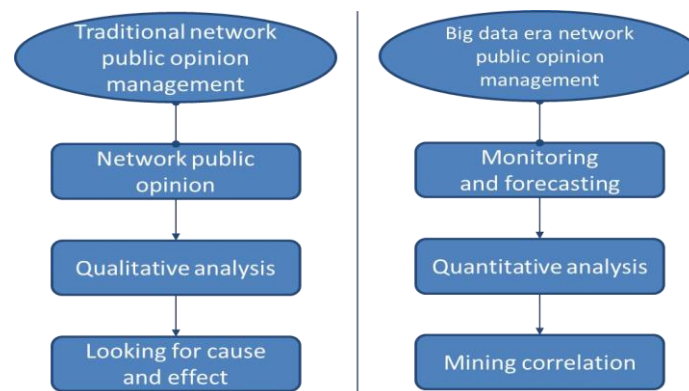 Traditional network
public opinion
management
Network public
opinion
Qualitative analysis
Looking for cause
and effect
Big data era network
public opinion
management
Monitoring
and forecasting
Quantitative analysis
Mining correlation